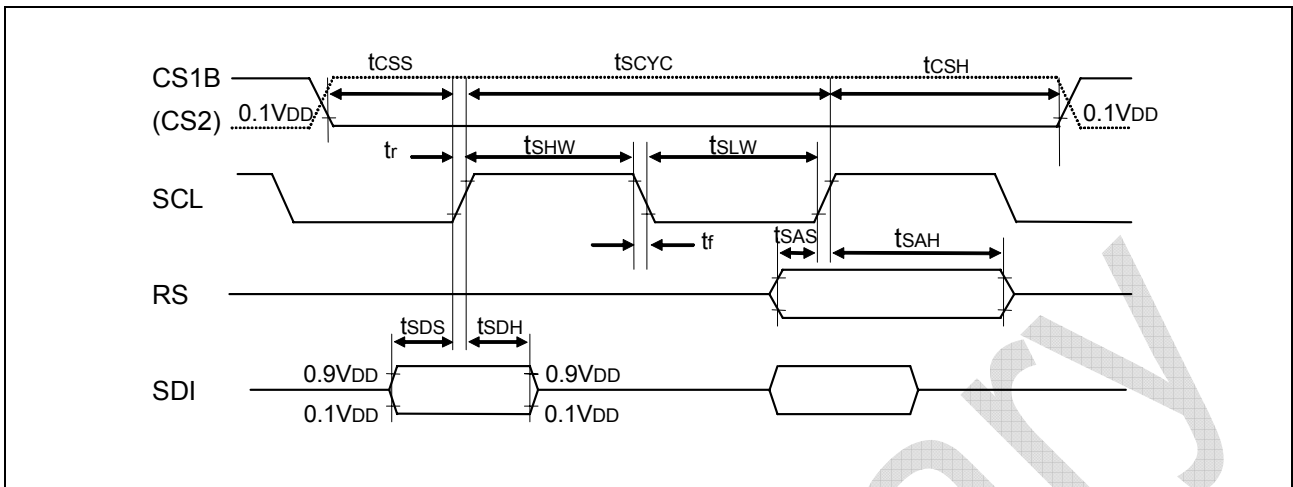 tCSS tSCYC tCSH
CS1B
(CS2) 0.1VDD 0.1VDD
tr tSHW tSLW
SCL
tf tSAS tSAH
RS
tSDS tSDH
0.9VDD 0.9VDD
SDI
0.1VDD 0.1VDD
ry